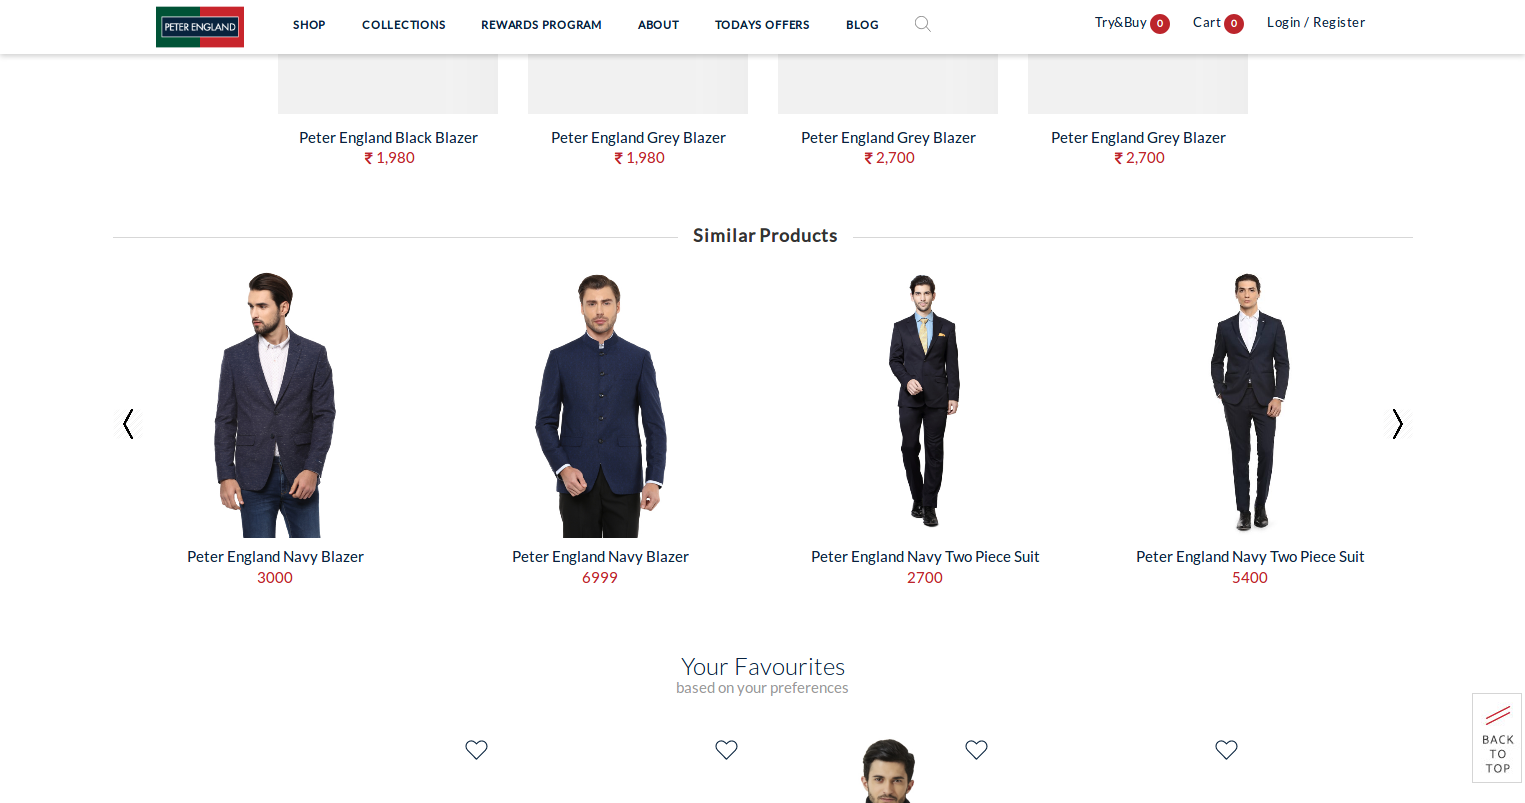 PETER ENGLAND
SHOP COLLECTIONS REWARDS PROGRAM ABOUT TODAYS OFFERS BLOG
Try&Buy 0 Cart 0 Login / Register
Peter England Black Blazer
₹ 1,980
Peter England Grey Blazer
₹ 1,980
Peter England Grey Blazer
₹ 2,700
Peter England Grey Blazer
₹ 2,700
Similar Products
Peter England Navy Blazer
3000
Peter England Navy Blazer
6999
Peter England Navy Two Piece Suit
2700
Peter England Navy Two Piece Suit
5400
Your Favourites
based on your preferences
BACK
TO
TOP